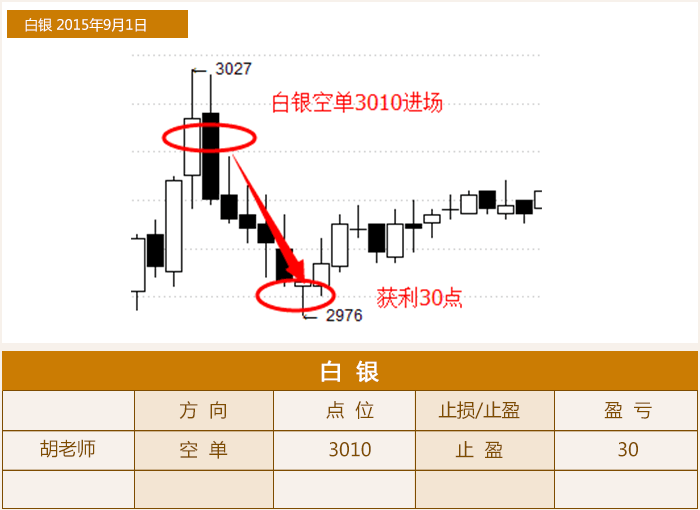 白银 2015年9月1日
← 3027
白银空单3010进场
获利30点
← 2976
白 银
方 向 点 位 止损/止盈 盈 亏
胡老师 空 单 3010 止 盈 30